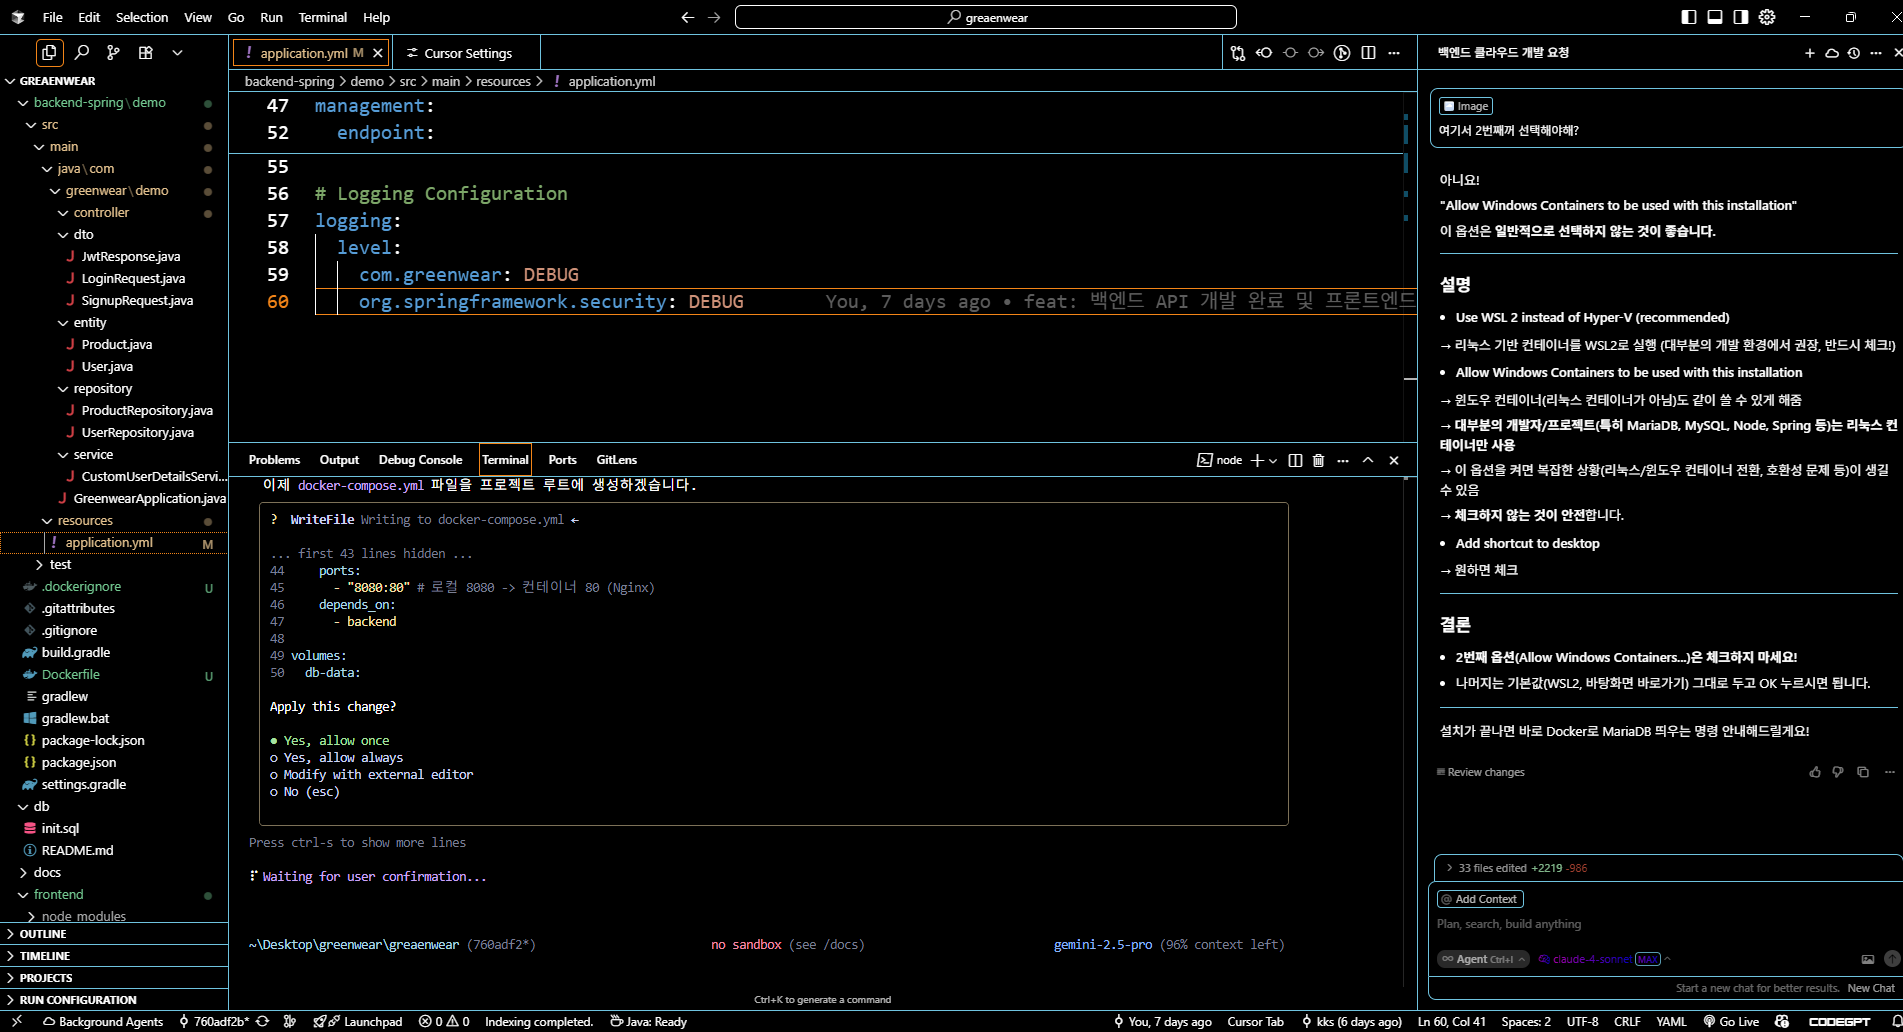 File Edit Selection View Go Run Terminal Help
greaenwear
GREAENWEAR
backend-spring\demo
src
main
java\com
greenwear\demo
controller
dto
JwtResponse.java
LoginRequest.java
SignupRequest.java
entity
Product.java
User.java
repository
ProductRepository.java
UserRepository.java
service
CustomUserDetailsServi...
GreenwearApplication.java
resources
application.yml M
test
.dockerignore U
.gitattributes
.gitignore
build.gradle
Dockerfile U
gradlew
gradlew.bat
package-lock.json
package.json
settings.gradle
db
init.sql
README.md
docs
frontend
node_modules
OUTLINE
TIMELINE
PROJECTS
RUN CONFIGURATION
application.yml M
Cursor Settings
backend-spring > demo > src > main > resources > ! application.yml
47 management:
52 endpoint:
55
56 # Logging Configuration
57 logging:
58 level:
59 com.greenwear: DEBUG
60 org.springframework.security: DEBUG You, 7 days ago • feat: 백엔드 API 개발 완료 및 프론트엔드
Problems Output Debug Console Terminal Ports GitLens
node
이제 docker-compose.yml 파일을 프로젝트 루트에 생성하겠습니다.
? WriteFile Writing to docker-compose.yml ←
... first 43 lines hidden ...
44 ports:
45 - "8080:80" # 로컬 8080 -> 컨테이너 80 (Nginx)
46 depends_on:
47 - backend
48
49 volumes:
50 db-data:
Apply this change?
● Yes, allow once
○ Yes, allow always
○ Modify with external editor
○ No (esc)
Press ctrl-s to show more lines
Waiting for user confirmation...
~\Desktop\greenwear\greaenwear (760adf2*) no sandbox (see /docs) gemini-2.5-pro (96% context left)
Ctrl+K to generate a command
백엔드 클라우드 개발 요청
Image
여기서 2번째꺼 선택해야해?
아니요!
"Allow Windows Containers to be used with this installation"
이 옵션은 일반적으로 선택하지 않는 것이 좋습니다.
설명
• Use WSL 2 instead of Hyper-V (recommended)
→ 리눅스 기반 컨테이너를 WSL2로 실행 (대부분의 개발 환경에서 권장, 반드시 체크!)
• Allow Windows Containers to be used with this installation
→ 윈도우 컨테이너(리눅스 컨테이너가 아님)도 같이 쓸 수 있게 해줌
→ 대부분의 개발자/프로젝트(특히 MariaDB, MySQL, Node, Spring 등)는 리눅스 컨
테이너만 사용
→ 이 옵션을 켜면 복잡한 상황(리눅스/윈도우 컨테이너 전환, 호환성 문제 등)이 생길
수 있음
→ 체크하지 않는 것이 안전합니다.
• Add shortcut to desktop
→ 원하면 체크
결론
• 2번째 옵션(Allow Windows Containers...)은 체크하지 마세요!
• 나머지는 기본값(WSL2, 바탕화면 바로가기) 그대로 두고 OK 누르시면 됩니다.
설치가 끝나면 바로 Docker로 MariaDB 띄우는 명령 안내해드릴게요!
Review changes
33 files edited +2219 -986
@ Add Context
Plan, search, build anything
Agent Ctrl+I claude-4-sonnet MAX
Start a new chat for better results. New Chat
Background Agents 760adf2b* Launchpad 0 0 Indexing completed. Java: Ready
You, 7 days ago Cursor Tab kks (6 days ago) Ln 60, Col 41 Spaces: 2 UTF-8 CRLF YAML Go Live CODEGPT